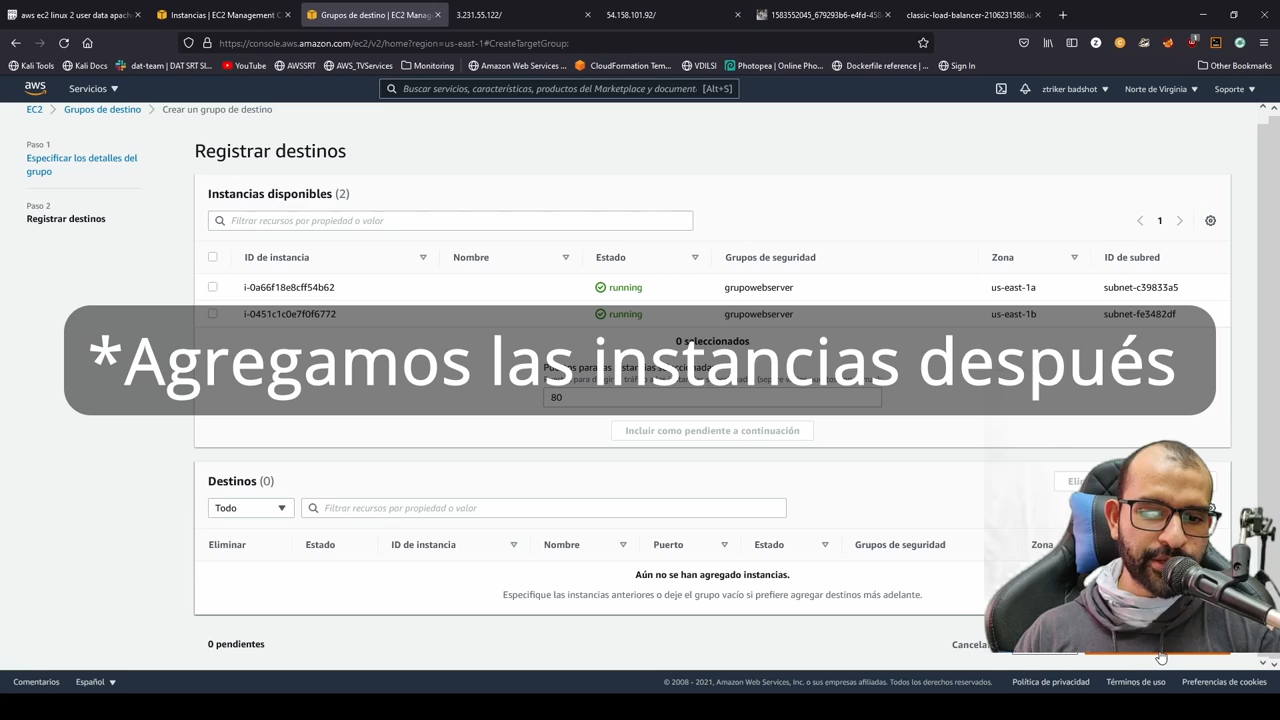 aws ec2 linux 2 user data apach
Instancias | EC2 Management C
Grupos de destino | EC2 Manag
3.231.55.122/
54.158.101.92/
1583552045_679293b6-e4fd-458
classic-load-balancer-2106231588.u
https://console.aws.amazon.com/ec2/v2/home?region=us-east-1#CreateTargetGroup:
Kali Tools
Kali Docs
dat-team | DAT SRT Sl...
YouTube
AWSSRT
AWS_TVServices
Monitoring
Amazon Web Services ...
CloudFormation Tem...
VDILSI
Photopea | Online Pho...
Dockerfile reference | ...
Sign In
Other Bookmarks
aws
Servicios
Buscar servicios, características, productos del Marketplace y document
[Alt+S]
ztriker badshot
Norte de Virginia
Soporte
EC2
Grupos de destino
Crear un grupo de destino
Paso 1
Especificar los detalles del
grupo
Paso 2
Registrar destinos
Registrar destinos
Instancias disponibles (2)
Filtrar recursos por propiedad o valor
1
ID de instancia
Nombre
Estado
Grupos de seguridad
Zona
ID de subred
i-0a66f18e8cff54b62
running
grupowebserver
us-east-1a
subnet-c39833a5
i-0451c1c0e7f0f6772
running
grupowebserver
us-east-1b
subnet-fe3482df
0 seleccionados
*Agregamos las instancias después
80
Incluir como pendiente a continuación
Destinos (0)
Todo
Filtrar recursos por propiedad o valor
Eliminar
Estado
ID de instancia
Nombre
Puerto
Estado
Grupos de seguridad
Zona
Aún no se han agregado instancias.
Especifique las instancias anteriores o deje el grupo vacío si prefiere agregar destinos más adelante.
0 pendientes
Cancelar
Comentarios
Español
© 2008 - 2021, Amazon Web Services, Inc. o sus empresas afiliadas. Todos los derechos reservados.
Política de privacidad
Términos de uso
Preferencias de cookies